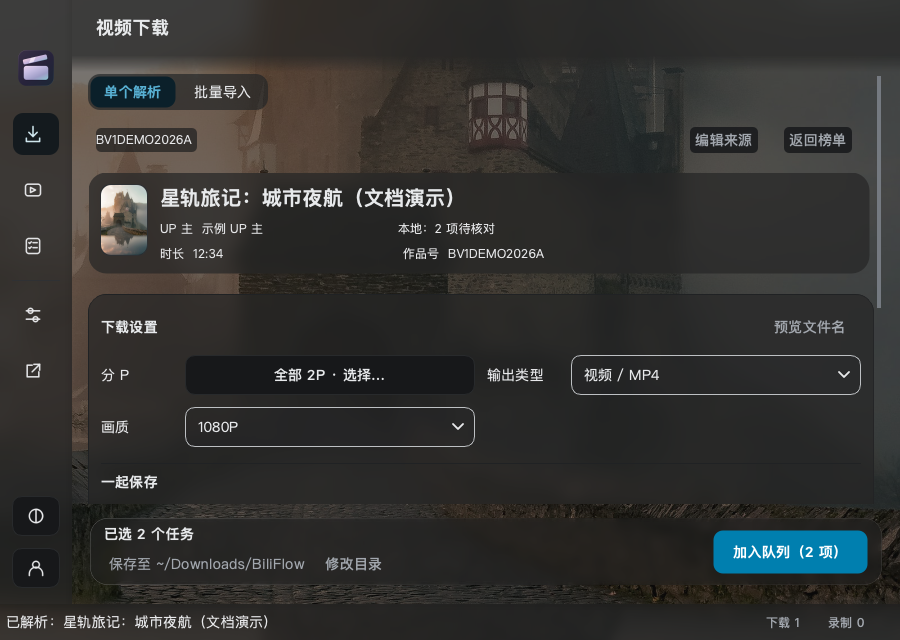 视频下载
单个解析 批量导入
BV1DEMO2026A 编辑来源 返回榜单
星轨旅记：城市夜航（文档演示）
UP 主 示例 UP 主 本地：2 项待核对
时长 12:34 作品号 BV1DEMO2026A
下载设置 预览文件名
分 P 全部 2P · 选择… 输出类型 视频 / MP4
画质 1080P
一起保存
已选 2 个任务
保存至 ~/Downloads/BiliFlow 修改目录
加入队列（2 项）
已解析：星轨旅记：城市夜航（文档演示） 下载 1 录制 0